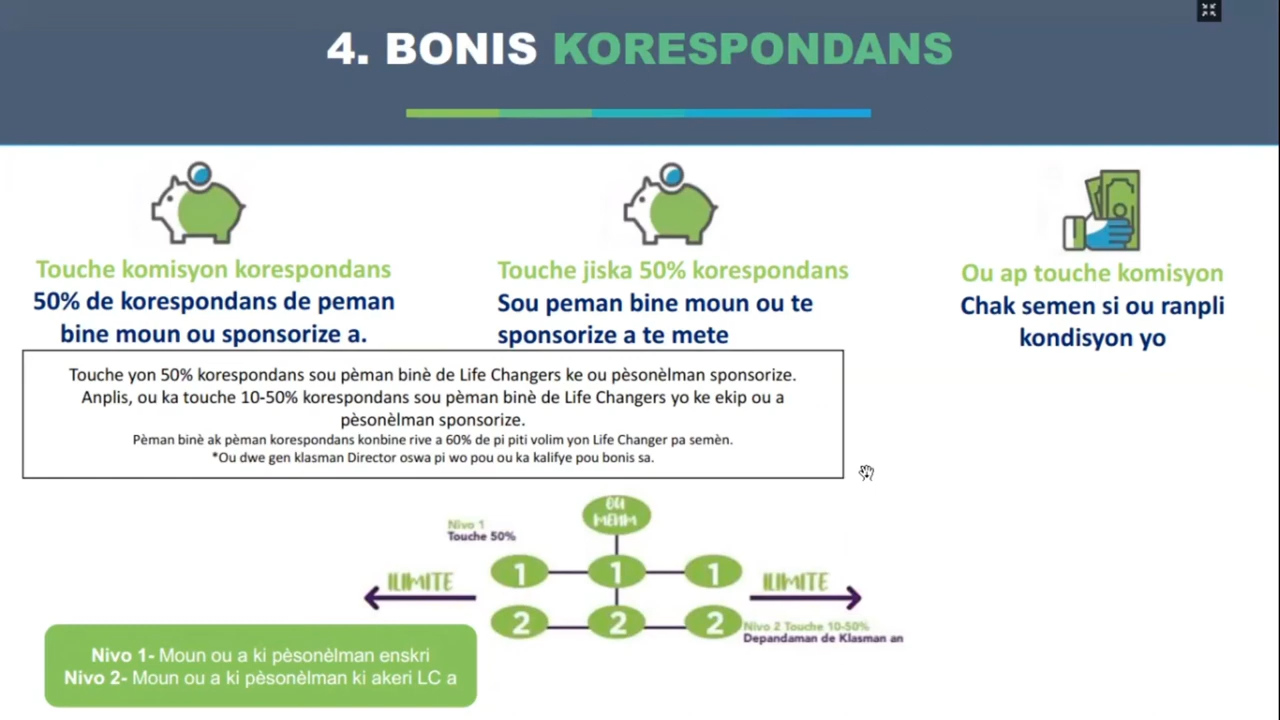 4. BONIS KORESPONDANS
Touche komisyon korespondans
50% de korespondans de peman
bine moun ou sponsorize a.
Touche jiska 50% korespondans
Sou peman bine moun ou te
sponsorize a te mete
Ou ap touche komisyon
Chak semen si ou ranpli
kondisyon yo
Touche yon 50% korespondans sou pèman binè de Life Changers ke ou pèsonèlman sponsorize.
Anplis, ou ka touche 10-50% korespondans sou pèman binè de Life Changers yo ke ekip ou a
pèsonèlman sponsorize.
Pèman binè ak pèman korespondans konbine rive a 60% de pi piti volim yon Life Changer pa semèn.
*Ou dwe gen klasman Director oswa pi wo pou ou ka kalifye pou bonis sa.
OU
MENM
Nivo 1
Touche 50%
1 1 1
ILIMITE
ILIMITE
2 2 2
Nivo 2 Touche 10-50%
Depandaman de Klasman an
Nivo 1- Moun ou a ki pèsonèlman enskri
Nivo 2- Moun ou a ki pèsonèlman ki akeri LC a